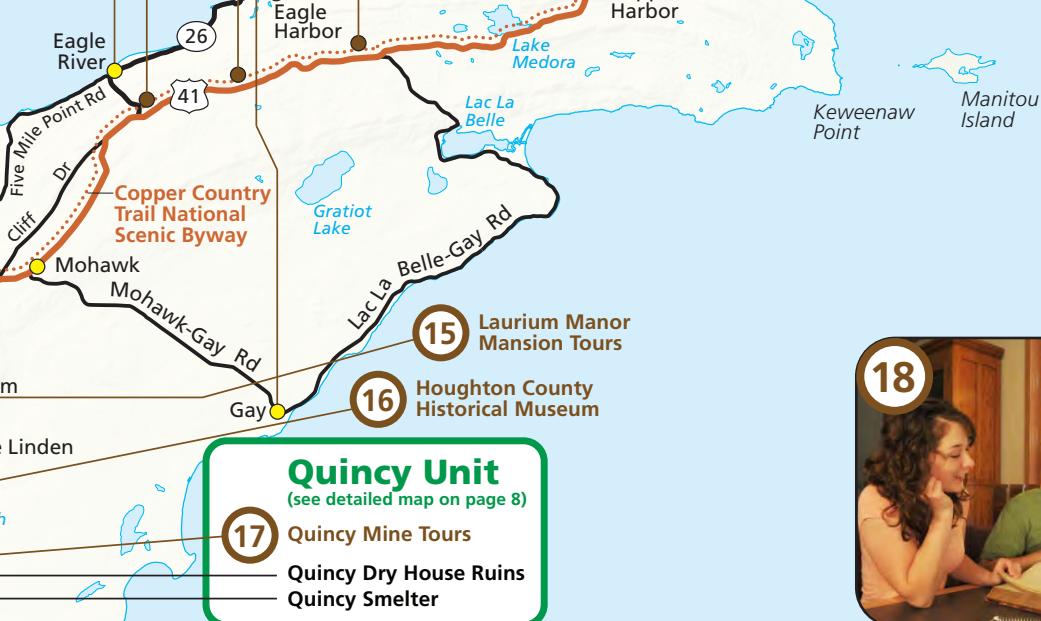 Eagle
Harbor
Harbor
Eagle
River
26
41
Lake
Medora
Lac La
Belle
Keweenaw
Point
Manitou
Island
Five Mile Point Rd
Cliff Dr
Copper Country
Trail National
Scenic Byway
Gratiot
Lake
Mohawk
Mohawk-Gay Rd
Lac La Belle-Gay Rd
15
Laurium Manor
Mansion Tours
16
Houghton County
Historical Museum
18
m
Gay
Linden
Quincy Unit
(see detailed map on page 8)
17
Quincy Mine Tours
Quincy Dry House Ruins
Quincy Smelter